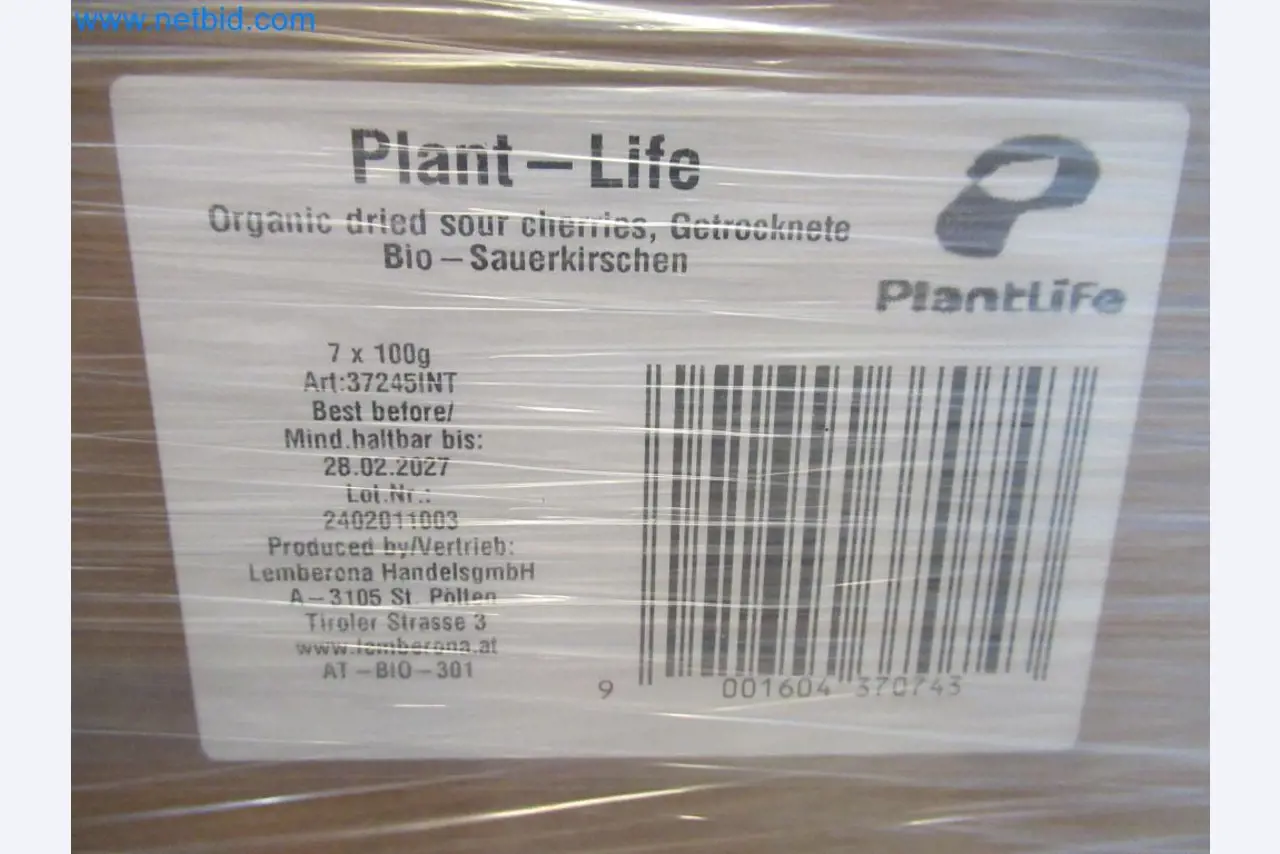 www.netbid.com
Plant – Life
Organic dried sour cherries, Getrocknete
Bio – Sauerkirschen
PlantLife
7 x 100g
Art:37245INT
Best before/
Mind.haltbar bis:
28.02.2027
Lot.Nr.:
2402011003
Produced by/Vertrieb:
Lemberona HandelsgmbH
A – 3105 St. Pölten
Tiroler Strasse 3
www.lemberona.at
AT – BIO – 301
9 001604 370743